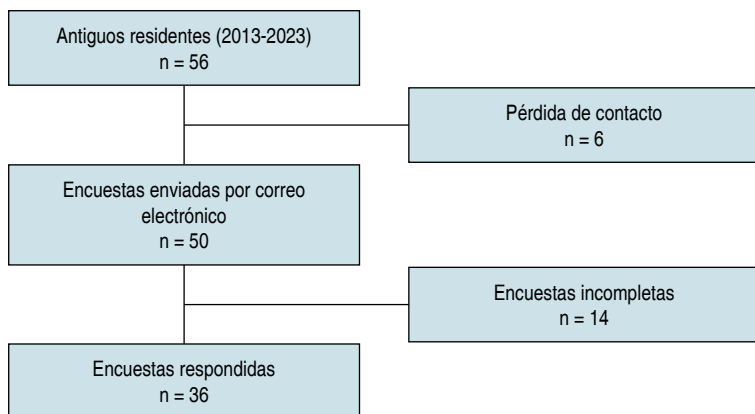 Antiguos residentes (2013-2023)
n = 56
Pérdida de contacto
n = 6
Encuestas enviadas por correo
electrónico
n = 50
Encuestas incompletas
n = 14
Encuestas respondidas
n = 36